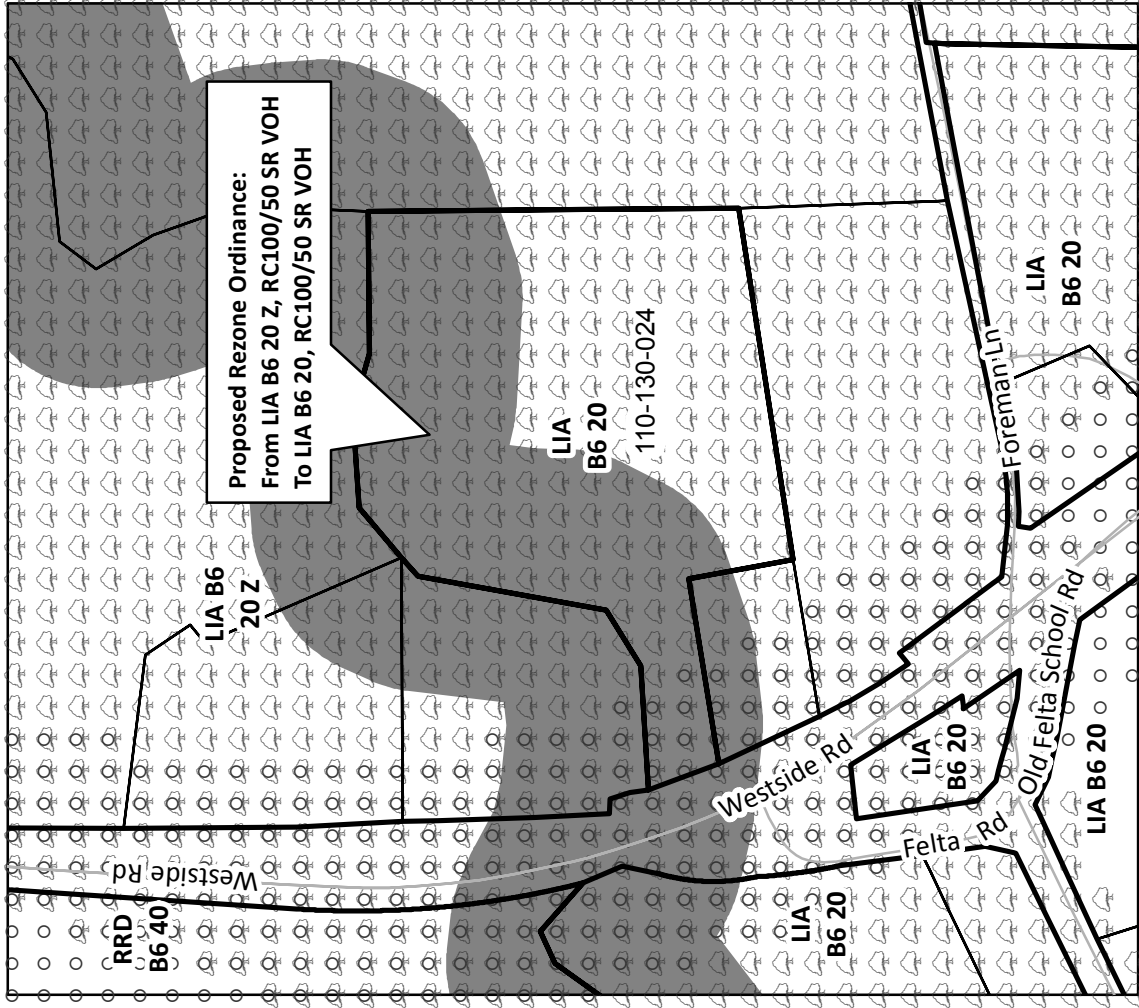 Proposed Rezone Ordinance:
From LIA B6 20 Z, RC100/50 SR VOH
To LIA B6 20, RC100/50 SR VOH
LIA B6
20 Z
LIA
B6 20
110-130-024
LIA
B6 20
Foreman Ln
Westside Rd
RRD
B6 40
Westside Rd
LIA
B6 20
Old Felta School Rd
Felta Rd
LIA
B6 20
LIA B6 20